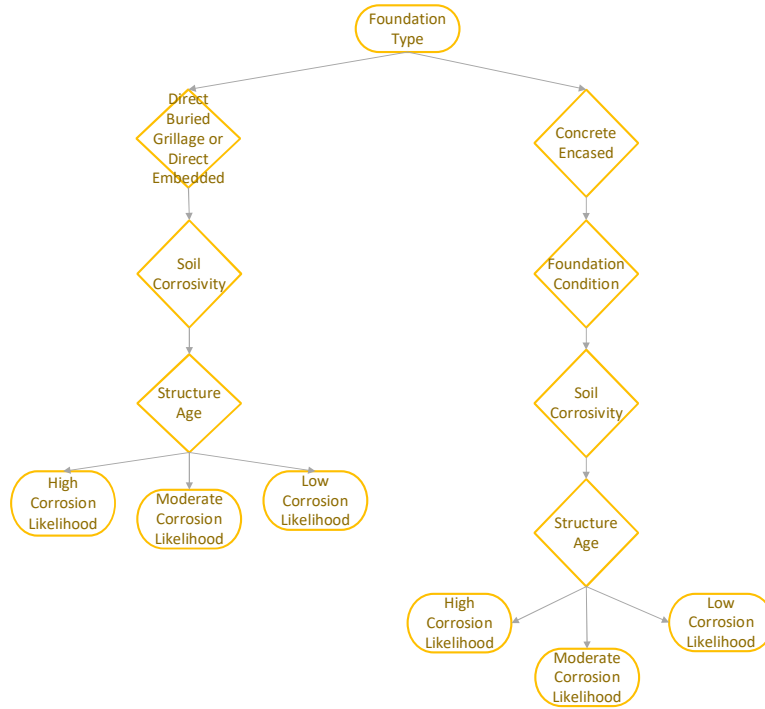 Foundation
Type
Direct
Buried
Grillage or
Direct
Embedded
Concrete
Encased
Soil
Corrosivity
Foundation
Condition
Structure
Age
Soil
Corrosivity
High
Corrosion
Likelihood
Moderate
Corrosion
Likelihood
Low
Corrosion
Likelihood
Structure
Age
High
Corrosion
Likelihood
Moderate
Corrosion
Likelihood
Low
Corrosion
Likelihood